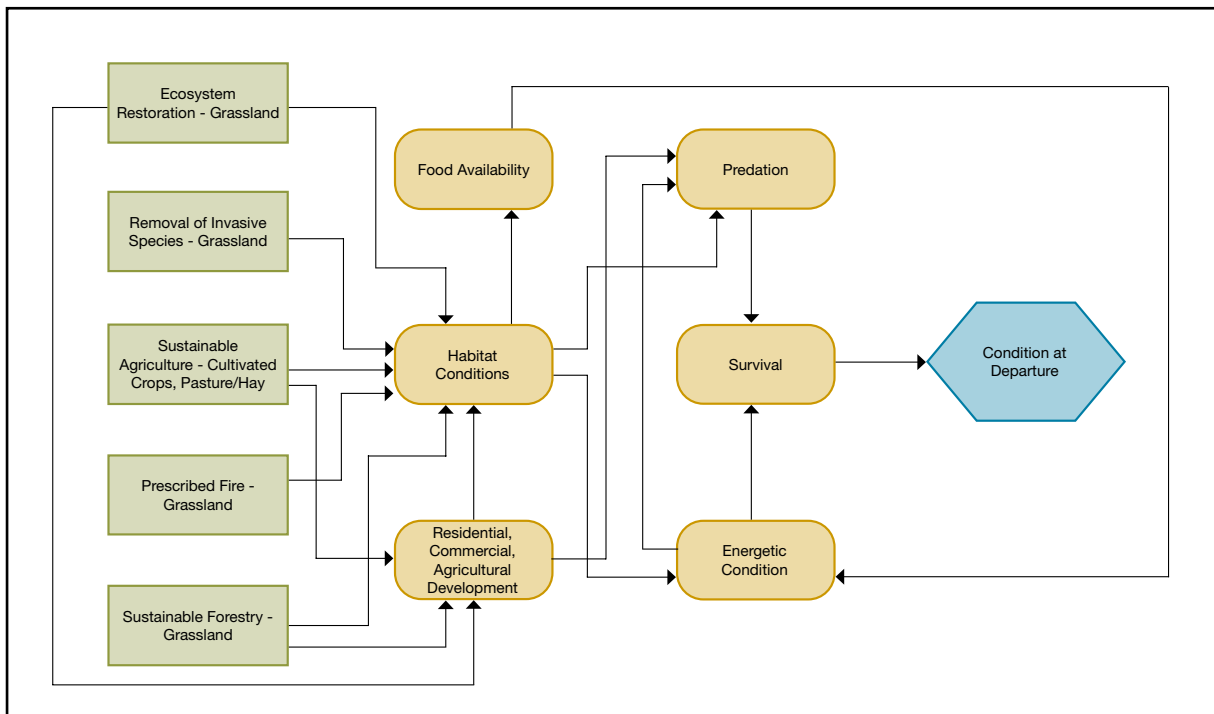 Ecosystem
Restoration - Grassland
Food Availability
Predation
Removal of Invasive
Species - Grassland
Sustainable
Agriculture - Cultivated
Crops, Pasture/Hay
Habitat
Conditions
Survival
Condition at
Departure
Prescribed Fire -
Grassland
Residential,
Commercial,
Agricultural
Development
Energetic
Condition
Sustainable Forestry -
Grassland